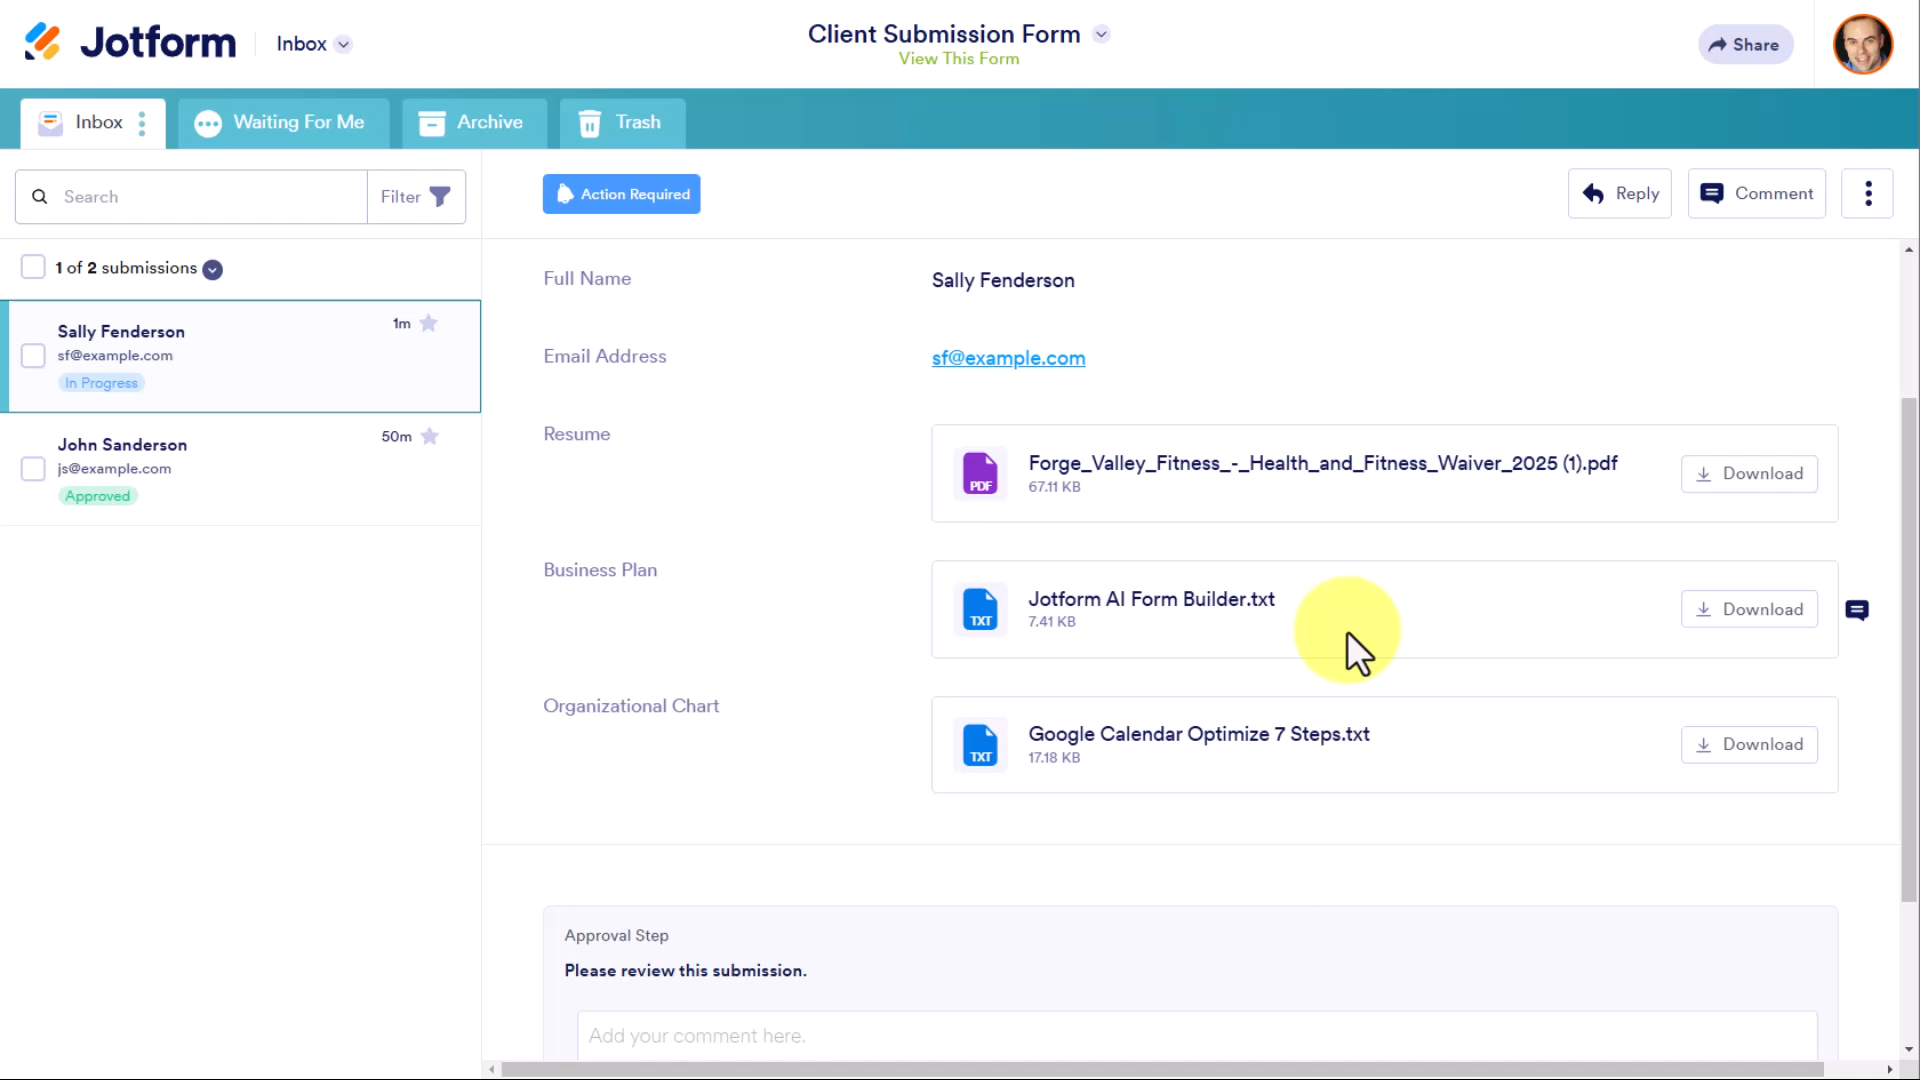 Jotform
Inbox
Client Submission Form
View This Form
Share
Inbox
Waiting For Me
Archive
Trash
Search
Filter
Action Required
Reply
Comment
1 of 2 submissions
Sally Fenderson
1m
sf@example.com
In Progress
John Sanderson
50m
js@example.com
Approved
Full Name
Sally Fenderson
Email Address
sf@example.com
Resume
PDF
Forge_Valley_Fitness_-_Health_and_Fitness_Waiver_2025 (1).pdf
67.11 KB
Download
Business Plan
TXT
Jotform AI Form Builder.txt
7.41 KB
Download
Organizational Chart
TXT
Google Calendar Optimize 7 Steps.txt
17.18 KB
Download
Approval Step
Please review this submission.
Add your comment here.